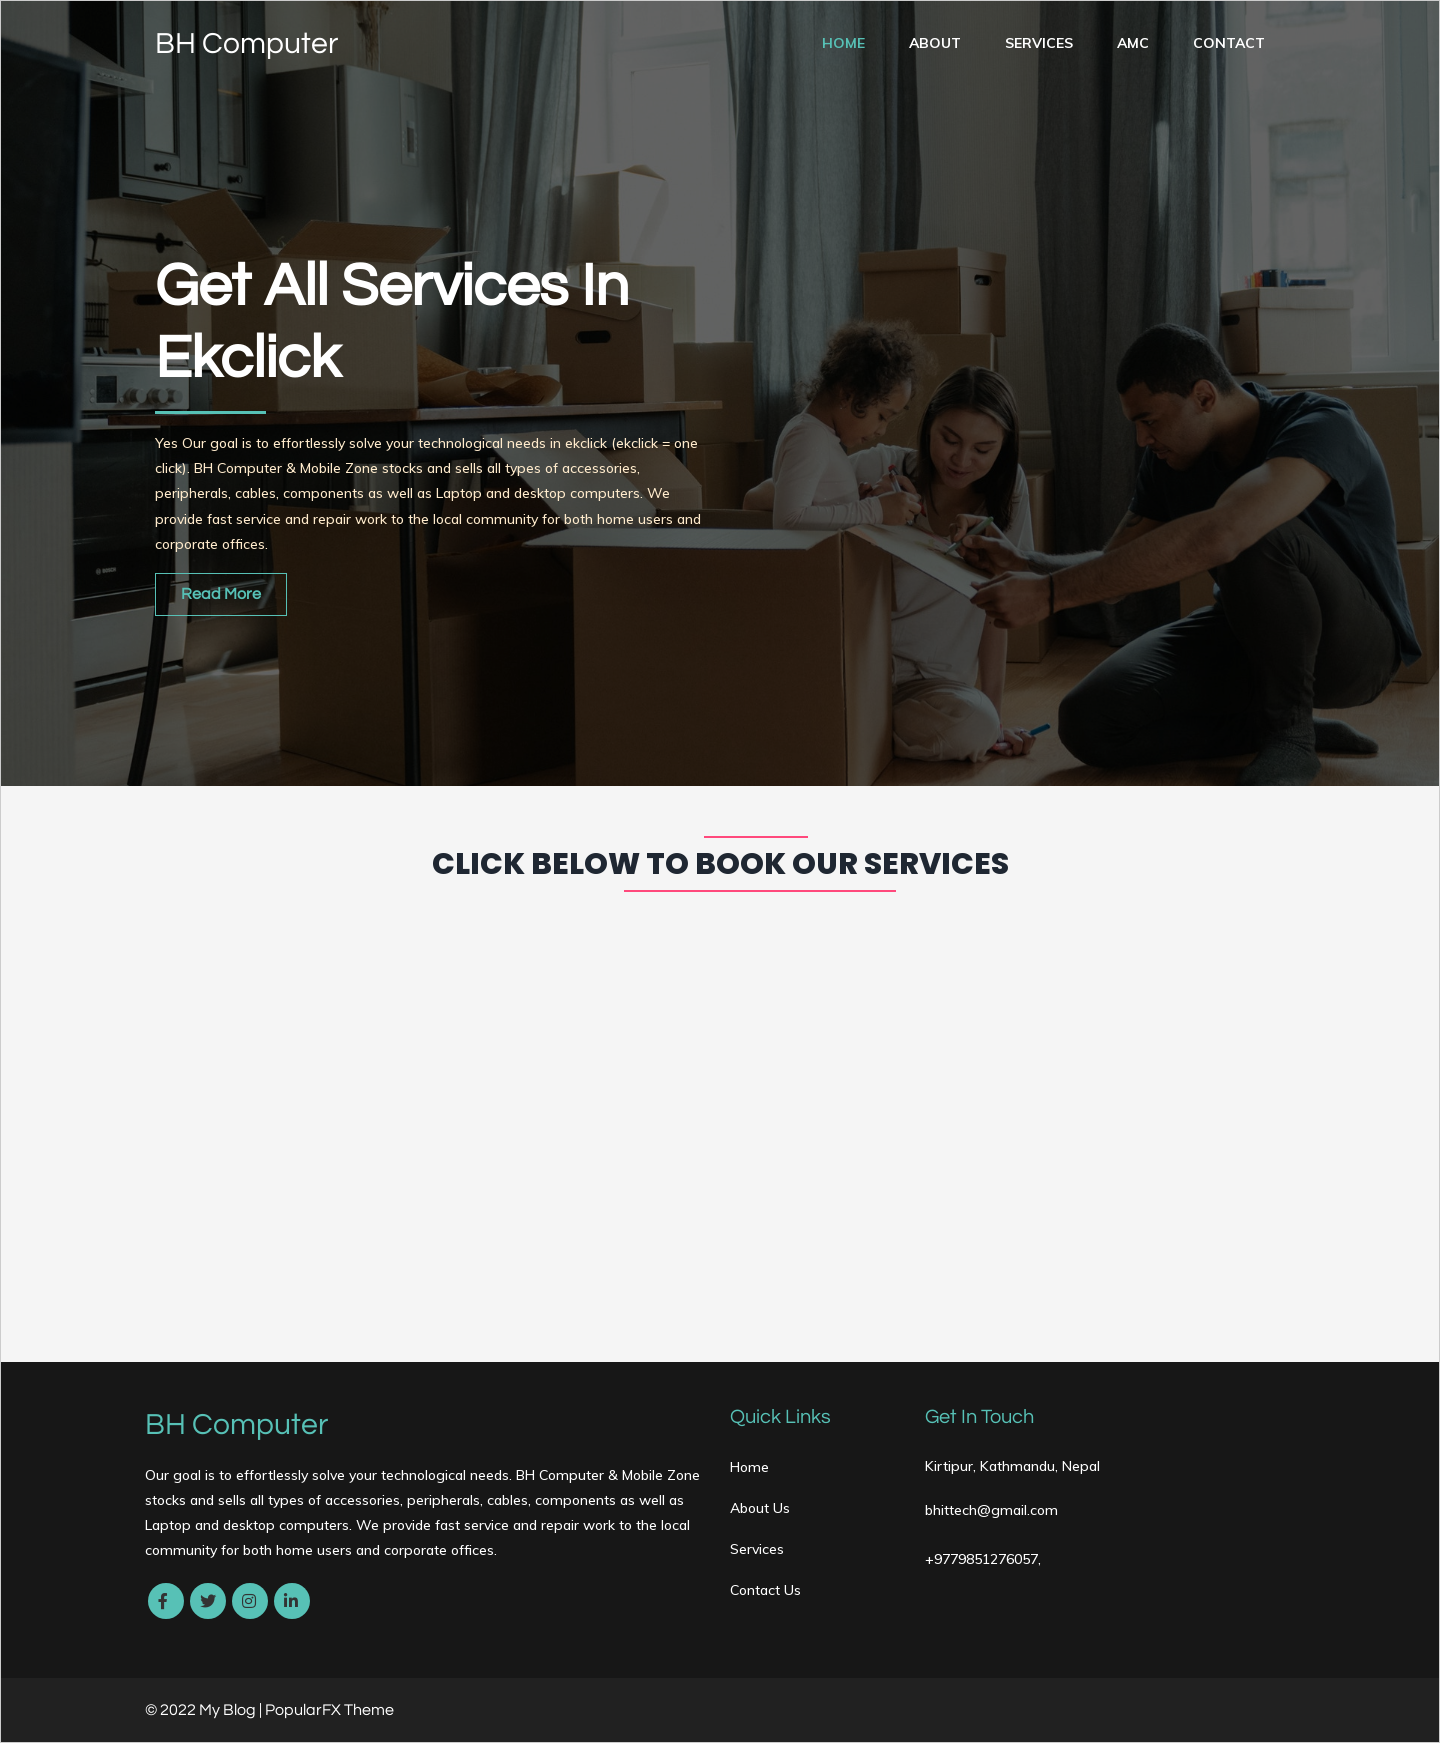 BH Computer
HOME ABOUT SERVICES AMC CONTACT
Get All Services In
Ekclick
Yes Our goal is to effortlessly solve your technological needs in ekclick (ekclick = one
click). BH Computer & Mobile Zone stocks and sells all types of accessories,
peripherals, cables, components as well as Laptop and desktop computers. We
provide fast service and repair work to the local community for both home users and
corporate offices.
Read More
CLICK BELOW TO BOOK OUR SERVICES
BH Computer
Our goal is to effortlessly solve your technological needs. BH Computer & Mobile Zone
stocks and sells all types of accessories, peripherals, cables, components as well as
Laptop and desktop computers. We provide fast service and repair work to the local
community for both home users and corporate offices.
Quick Links
Home
About Us
Services
Contact Us
Get In Touch
Kirtipur, Kathmandu, Nepal
bhittech@gmail.com
+9779851276057,
© 2022 My Blog | PopularFX Theme